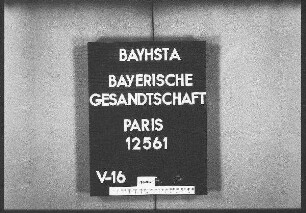 BAYHSTA
BAYERISCHE
GESANDTSCHAFT
PARIS
12561
V-16